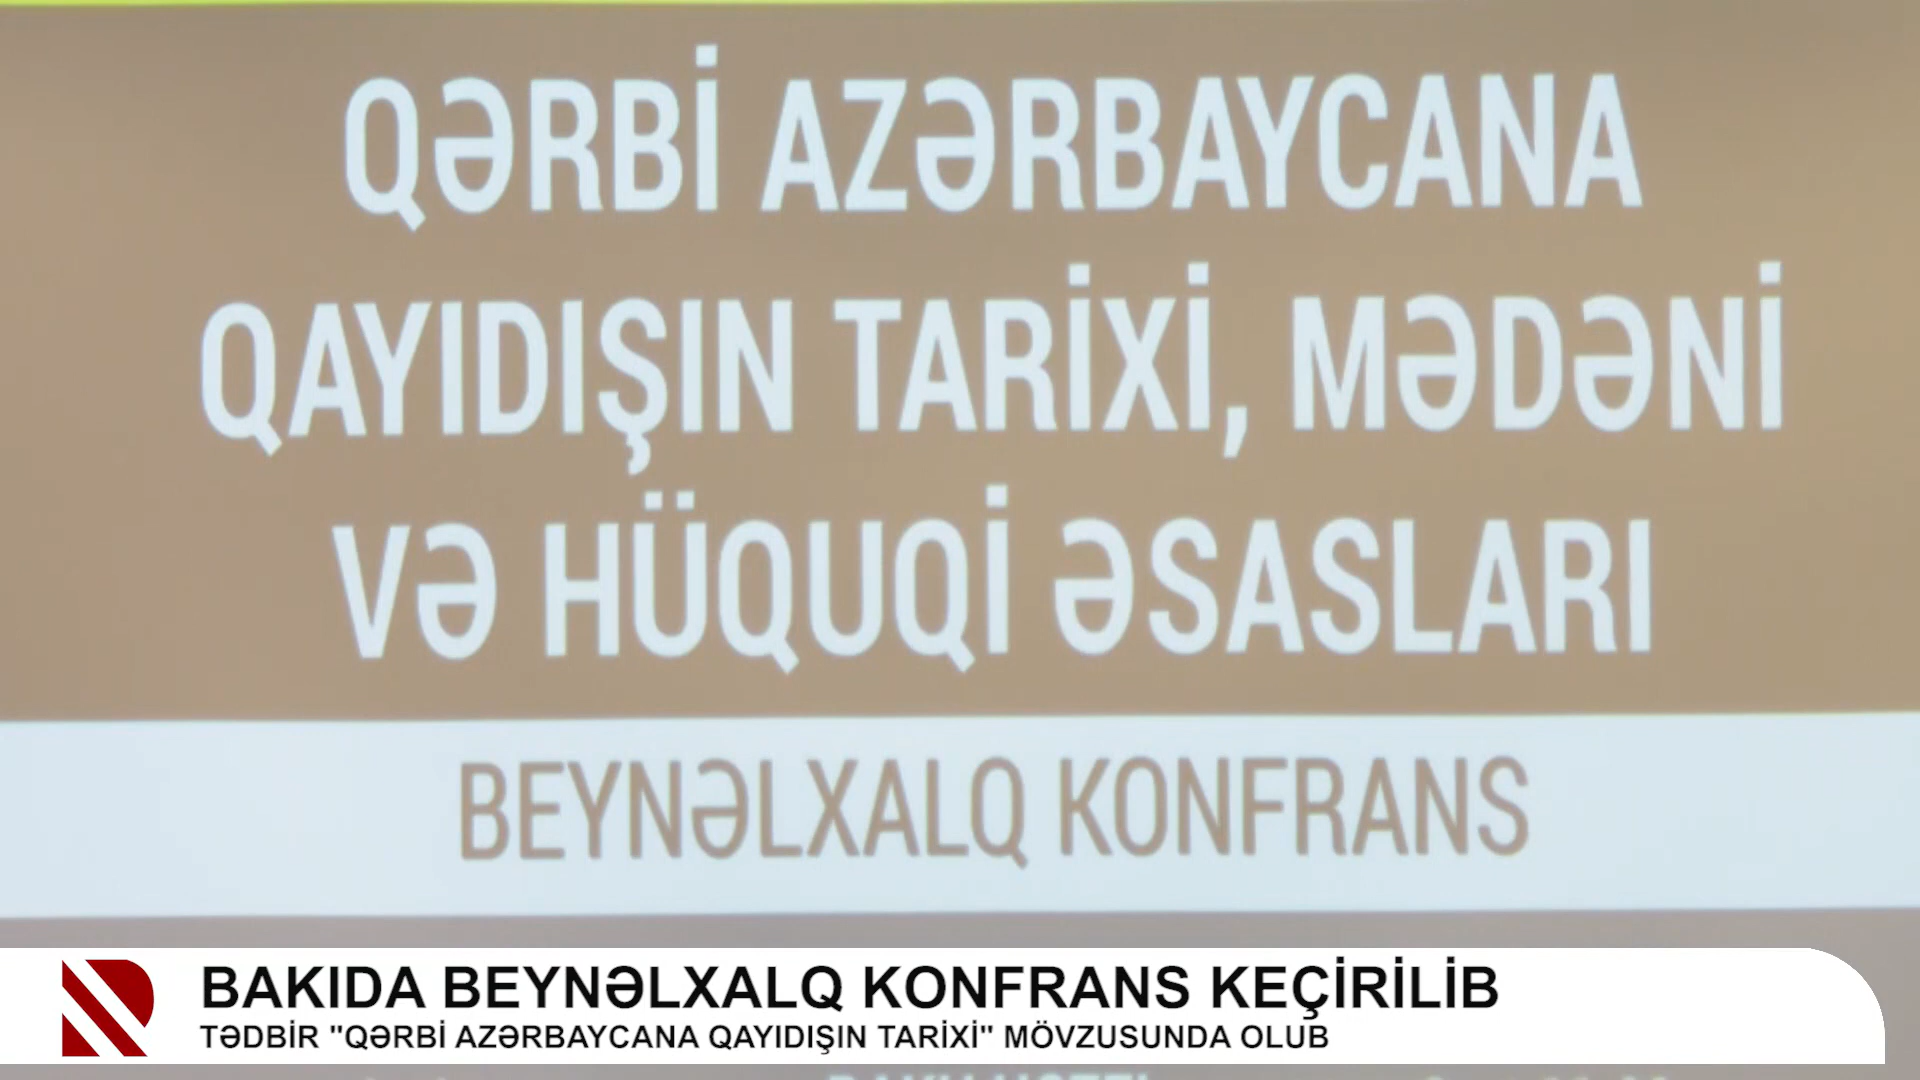 QƏRBİ AZƏRBAYCANA
QAYIDIŞIN TARİXİ, MƏDƏNİ
VƏ HÜQUQİ ƏSASLARI
BEYNƏLXALQ KONFRANS
BAKIDA BEYNƏLXALQ KONFRANS KEÇİRİLİB
TƏDBİR "QƏRBİ AZƏRBAYCANA QAYIDIŞIN TARİXİ" MÖVZUSUNDA OLUB